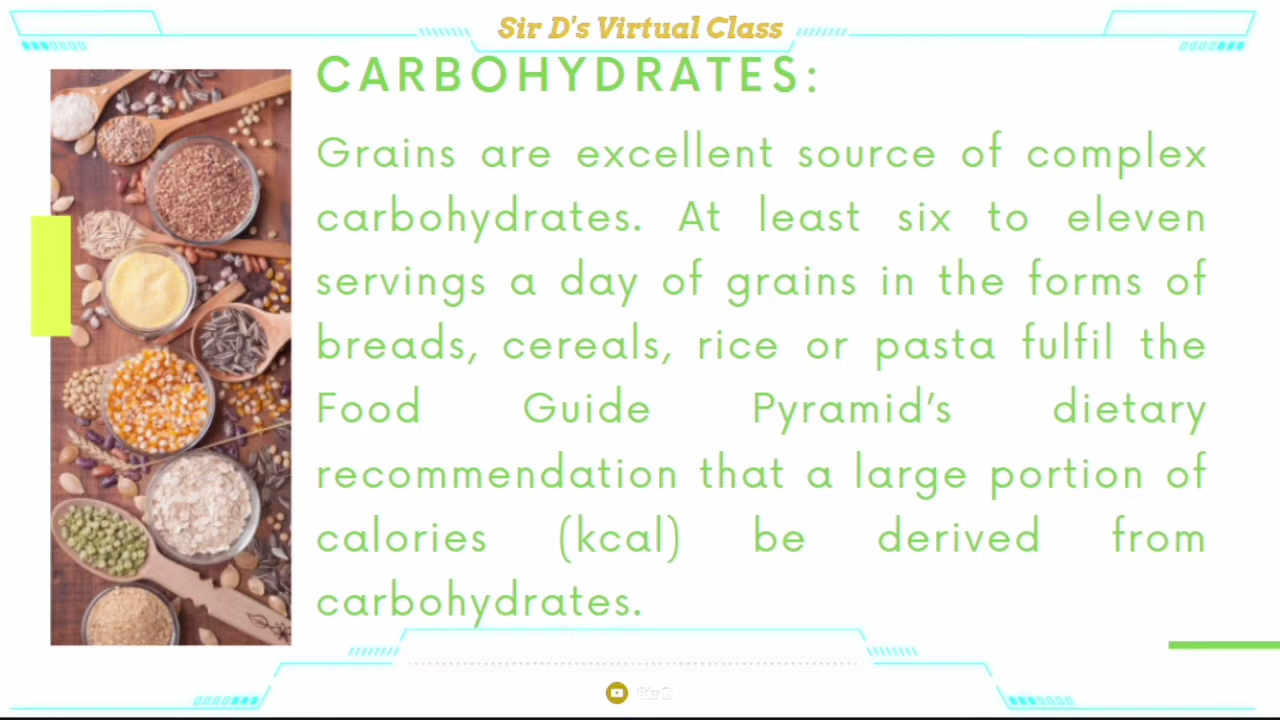 Sir D's Virtual Class
CARBOHYDRATES:
Grains are excellent source of complex
carbohydrates. At least six to eleven
servings a day of grains in the forms of
breads, cereals, rice or pasta fulfil the
Food Guide Pyramid's dietary
recommendation that a large portion of
calories (kcal) be derived from
carbohydrates.